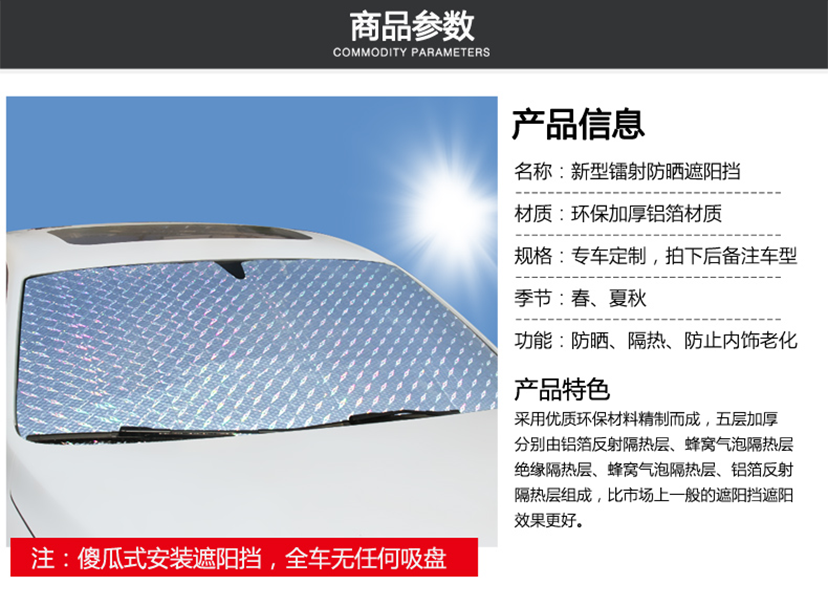 商品参数
COMMODITY PARAMETERS
产品信息
名称：新型镭射防晒遮阳挡
材质：环保加厚铝箔材质
规格：专车定制，拍下后备注车型
季节：春、夏秋
功能：防晒、隔热、防止内饰老化
产品特色
采用优质环保材料精制而成，五层加厚
分别由铝箔反射隔热层、蜂窝气泡隔热层
绝缘隔热层、蜂窝气泡隔热层、铝箔反射
隔热层组成，比市场上一般的遮阳挡遮阳
效果更好。
注：傻瓜式安装遮阳挡，全车无任何吸盘